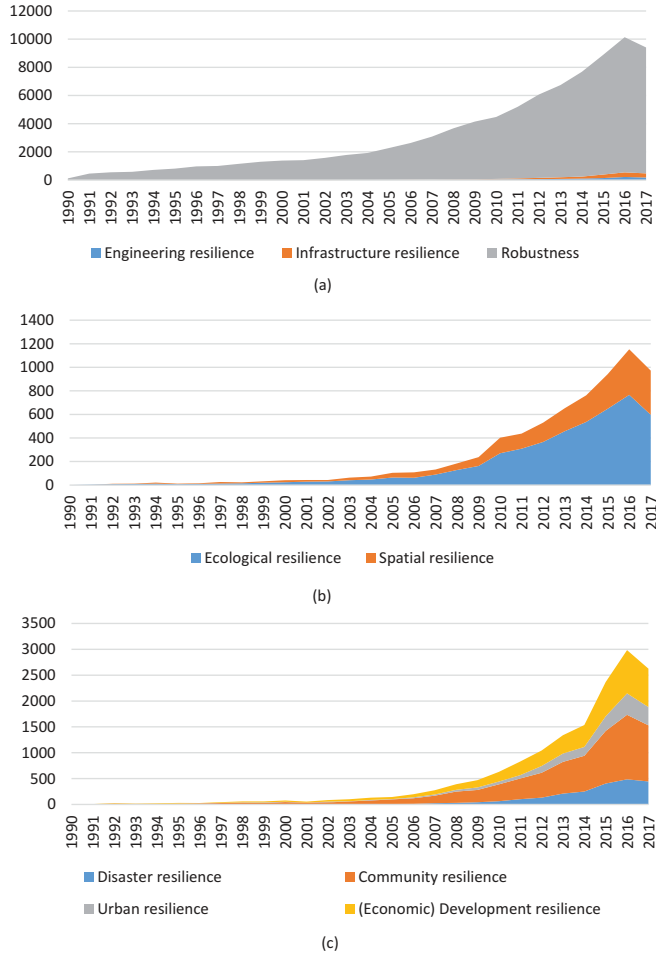 12000
10000
8000
6000
4000
2000
0
1990 1991 1992 1993 1994 1995 1996 1997 1998 1999 2000 2001 2002 2003 2004 2005 2006 2007 2008 2009 2010 2011 2012 2013 2014 2015 2016 2017
Engineering resilience Infrastructure resilience Robustness
(a)
1400
1200
1000
800
600
400
200
0
1990 1991 1992 1993 1994 1995 1996 1997 1998 1999 2000 2001 2002 2003 2004 2005 2006 2007 2008 2009 2010 2011 2012 2013 2014 2015 2016 2017
Ecological resilience Spatial resilience
(b)
3500
3000
2500
2000
1500
1000
500
0
1990 1991 1992 1993 1994 1995 1996 1997 1998 1999 2000 2001 2002 2003 2004 2005 2006 2007 2008 2009 2010 2011 2012 2013 2014 2015 2016 2017
Disaster resilience Community resilience
Urban resilience (Economic) Development resilience
(c)